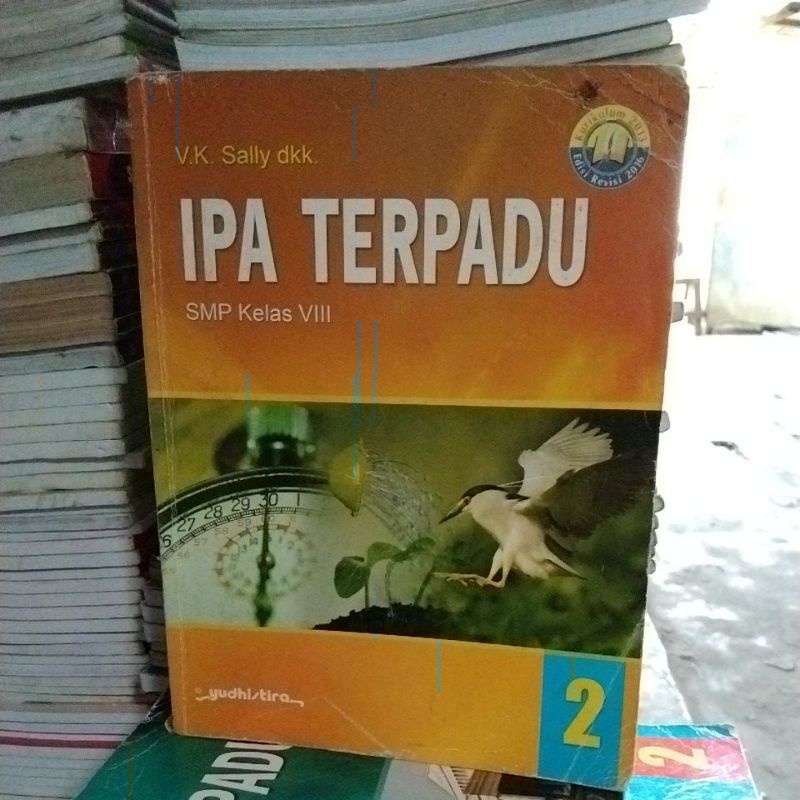 V.K. Sally dkk.
Kurikulum 2013
Edisi Revisi 2016
IPA TERPADU
SMP Kelas VIII
27 28 29 30 1
yudhistira
2
PADU
2